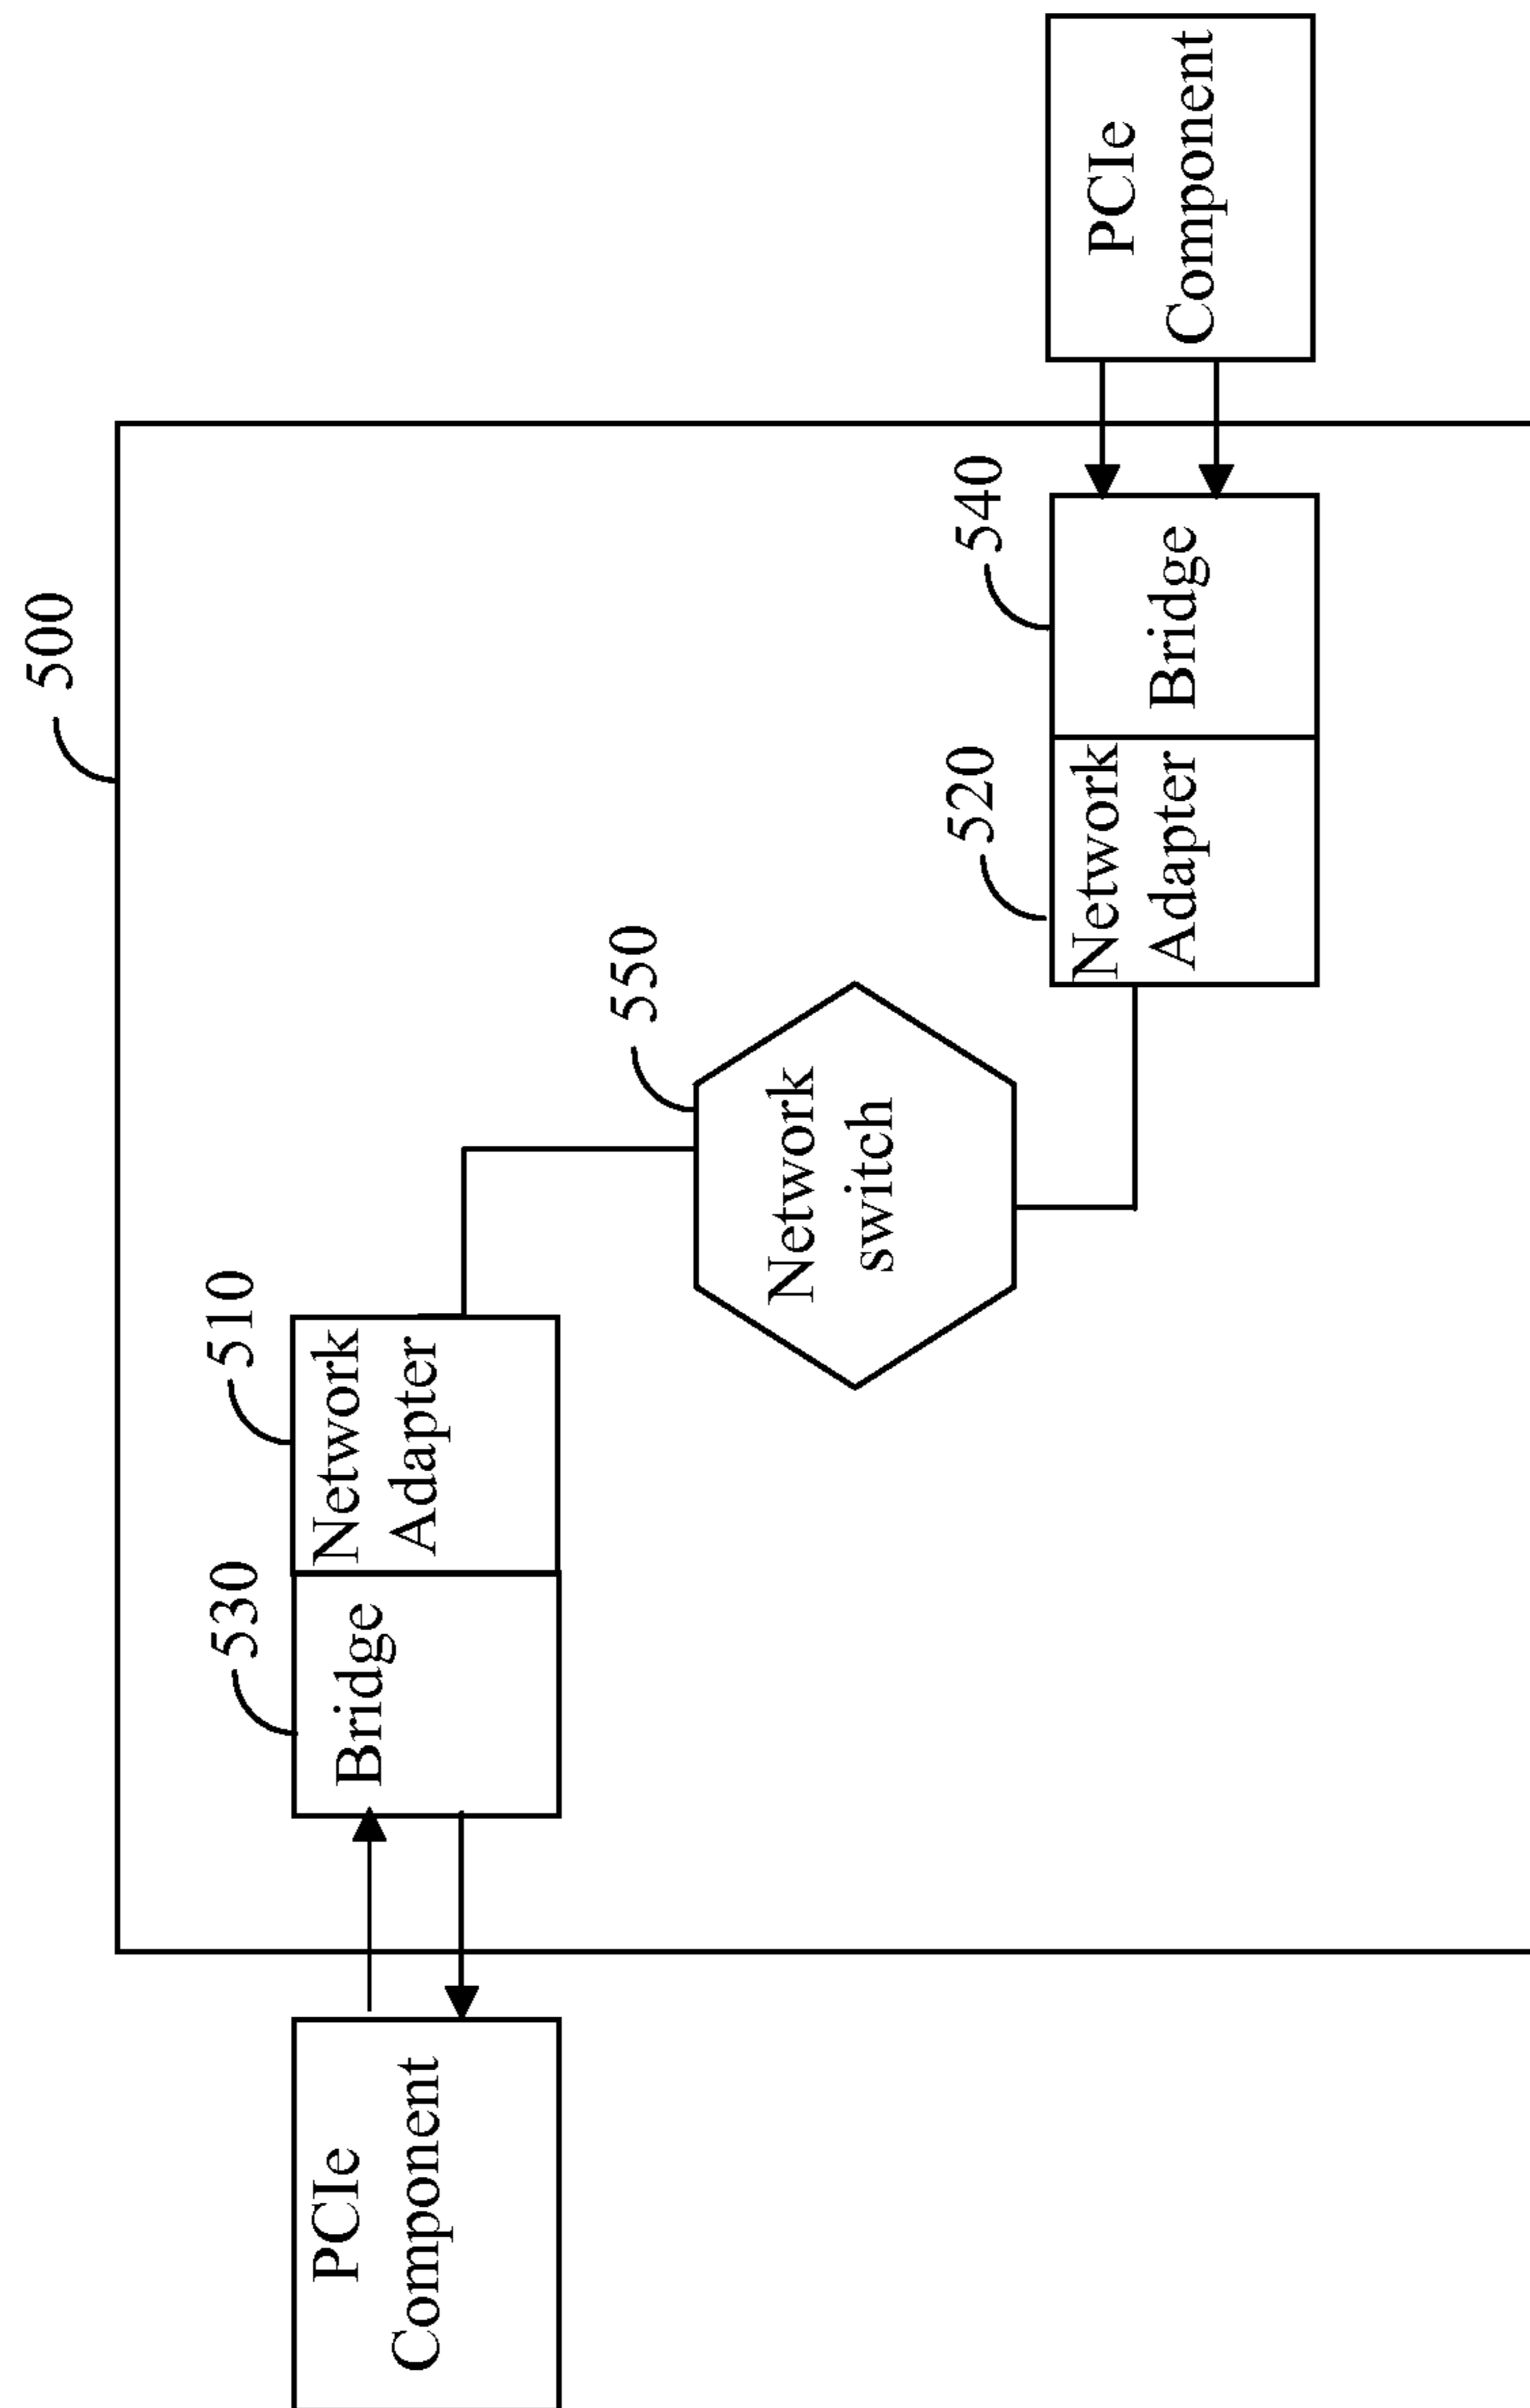 500
530
510
Bridge
Network
Adapter
PCIe
Component
550
Network
switch
520
540
Network
Adapter
Bridge
PCIe
Component